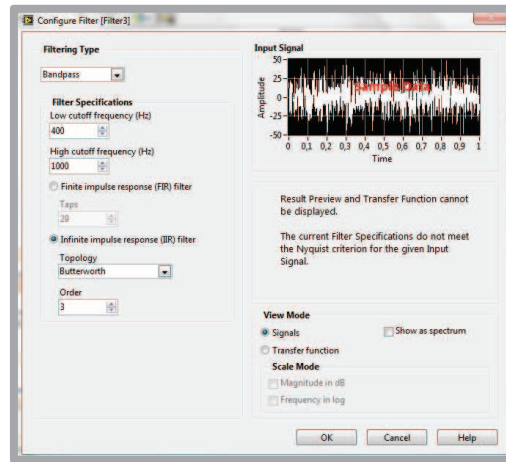 Configure Filter [Filter3]
Filtering Type
Bandpass
Filter Specifications
Low cutoff frequency (Hz)
400
High cutoff frequency (Hz)
1000
Finite impulse response (FIR) filter
Taps
29
Infinite impulse response (IIR) filter
Topology
Butterworth
Order
3
Input Signal
Amplitude
50
25
0
-25
-50
Sample Data
0 0,1 0,2 0,3 0,4 0,5 0,6 0,7 0,8 0,9 1
Time
Result Preview and Transfer Function cannot
be displayed.
The current Filter Specifications do not meet
the Nyquist criterion for the given Input
Signal.
View Mode
Signals
Show as spectrum
Transfer function
Scale Mode
Magnitude in dB
Frequency in log
OK Cancel Help